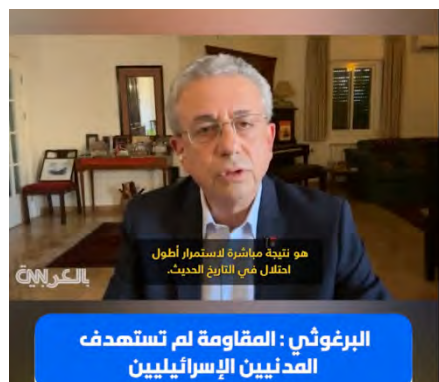 هو نتيجة مباشرة لاستمرار أطول
احتلال في التاريخ الحديث.
CNN بالعربية
البرغوثي : المقاومة لم تستهدف
المدنيين الإسرائيليين